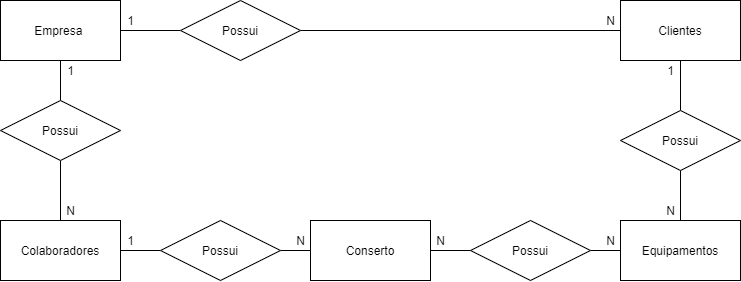 Empresa
1
Possui
N
Clientes
1
1
Possui
Possui
N
N
Colaboradores
1
Possui
N
Conserto
N
Possui
N
Equipamentos